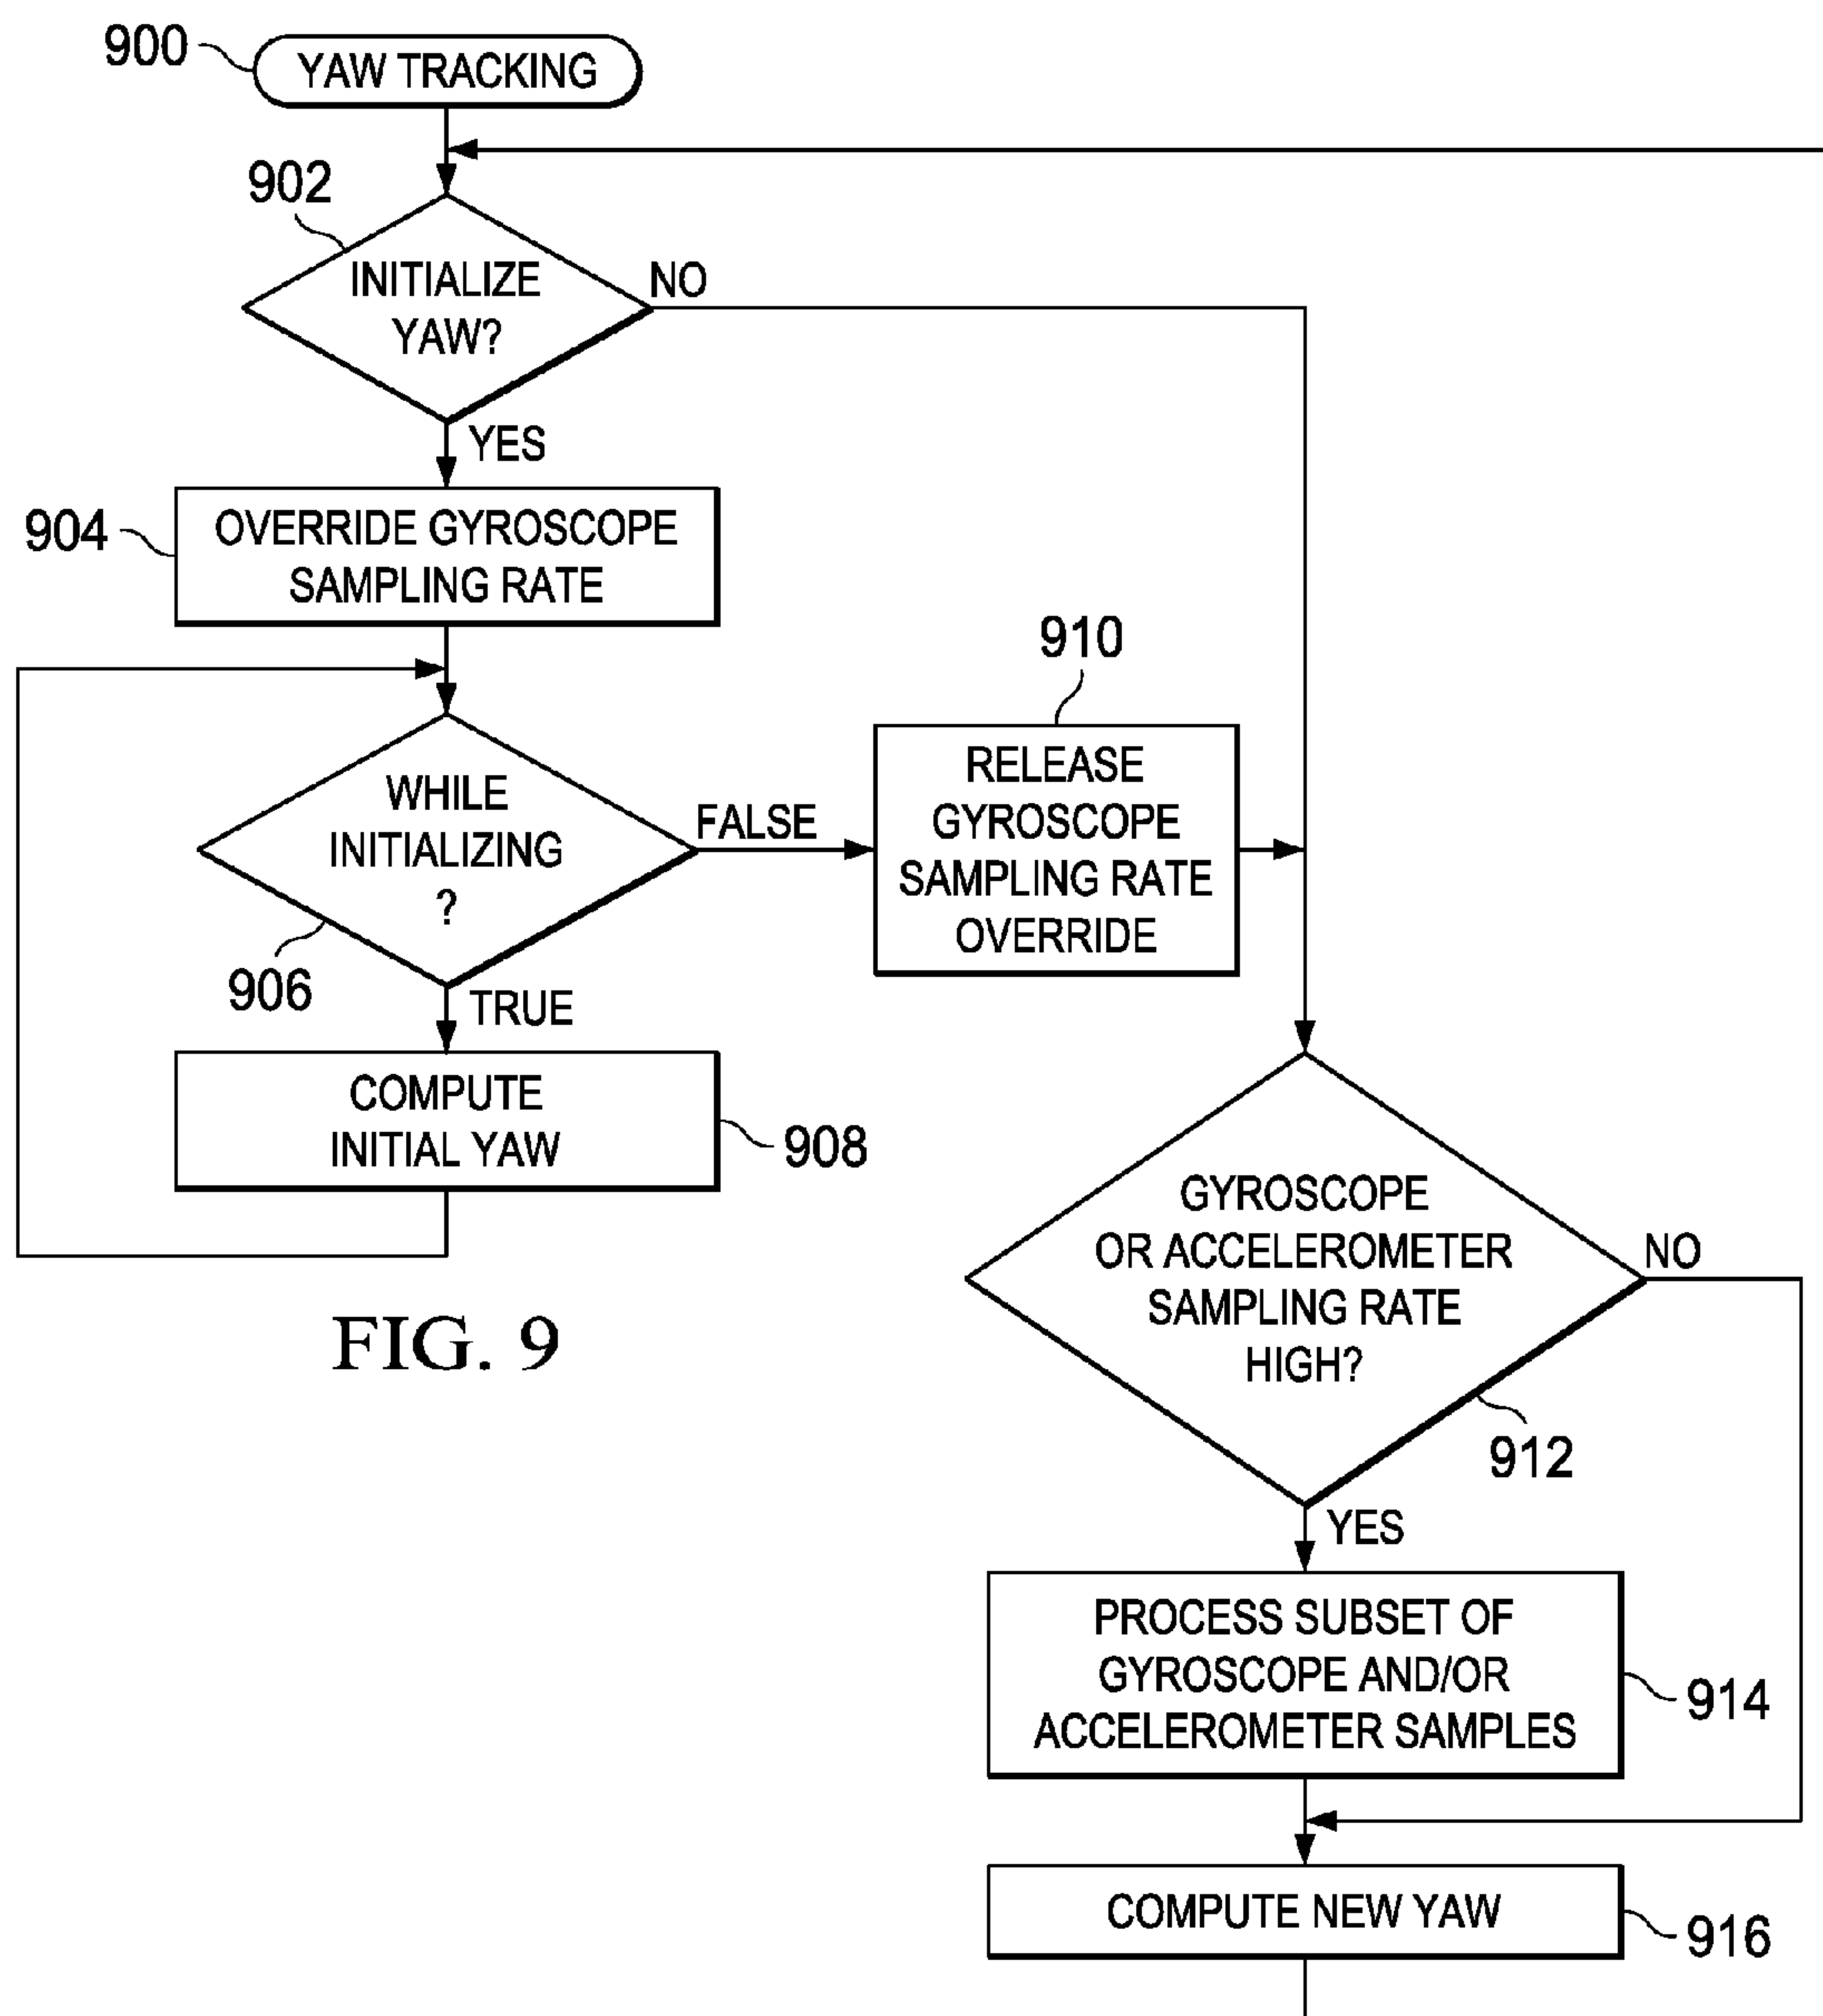 900
YAW TRACKING
902
INITIALIZE
YAW?
NO
YES
904
OVERRIDE GYROSCOPE
SAMPLING RATE
906
WHILE
INITIALIZING
?
FALSE
TRUE
910
RELEASE
GYROSCOPE
SAMPLING RATE
OVERRIDE
COMPUTE
INITIAL YAW
908
GYROSCOPE
OR ACCELEROMETER
SAMPLING RATE
HIGH?
NO
912
YES
PROCESS SUBSET OF
GYROSCOPE AND/OR
ACCELEROMETER SAMPLES
914
COMPUTE NEW YAW
916
FIG. 9